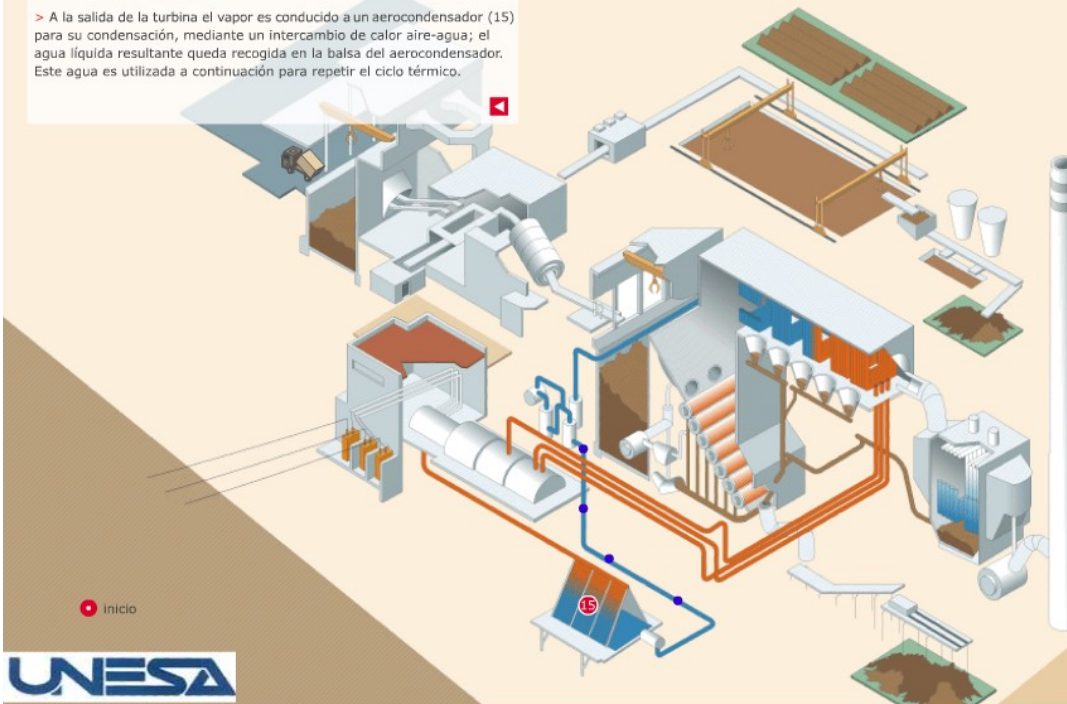 > A la salida de la turbina el vapor es conducido a un aerocondensador (15)
para su condensación, mediante un intercambio de calor aire-agua; el
agua líquida resultante queda recogida en la balsa del aerocondensador.
Este agua es utilizada a continuación para repetir el ciclo térmico.
15
inicio
UNESA